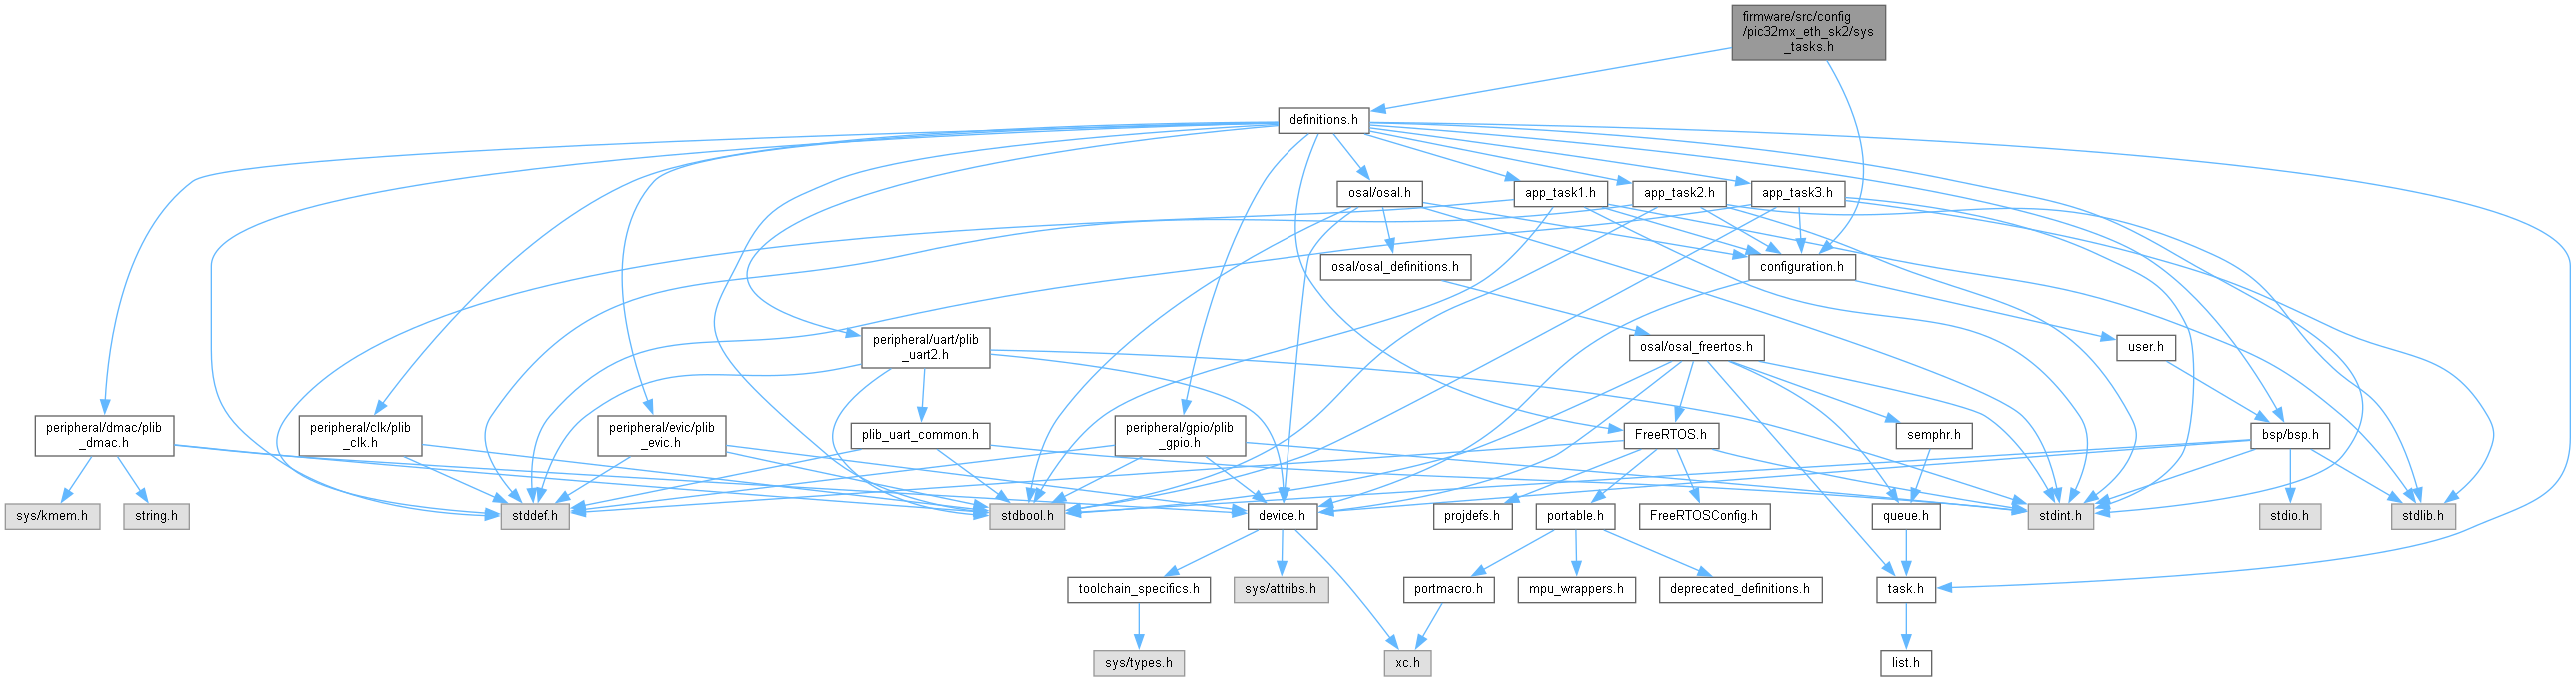 firmware/src/config
/pic32mx_eth_sk2/sys
_tasks.h
definitions.h
osal/osal.h
app_task1.h
app_task2.h
app_task3.h
osal/osal_definitions.h
configuration.h
peripheral/uart/plib
_uart2.h
osal/osal_freertos.h
user.h
peripheral/dmac/plib
_dmac.h
peripheral/clk/plib
_clk.h
peripheral/evic/plib
_evic.h
plib_uart_common.h
peripheral/gpio/plib
_gpio.h
FreeRTOS.h
semphr.h
bsp/bsp.h
sys/kmem.h
string.h
stddef.h
stdbool.h
device.h
projdefs.h
portable.h
FreeRTOSConfig.h
queue.h
stdint.h
stdio.h
stdlib.h
toolchain_specifics.h
sys/attribs.h
portmacro.h
mpu_wrappers.h
deprecated_definitions.h
task.h
sys/types.h
xc.h
list.h